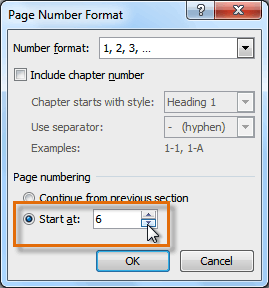 Page Number Format
Number format: 1, 2, 3, ...
Include chapter number
Chapter starts with style: Heading 1
Use separator: - (hyphen)
Examples: 1-1, 1-A
Page numbering
Continue from previous section
Start at: 6
OK Cancel